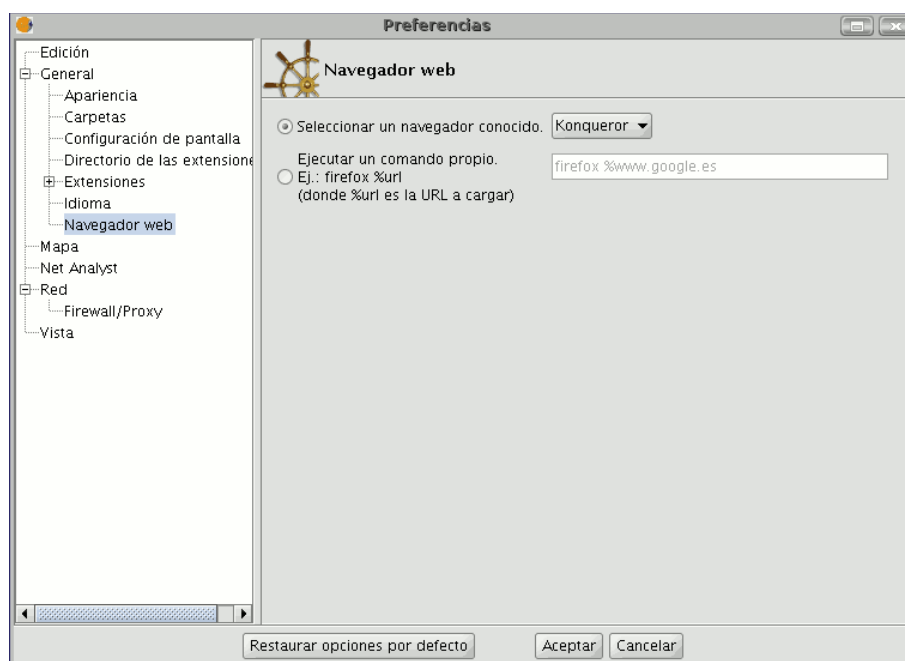 Preferencias
Edición
General
Apariencia
Carpetas
Configuración de pantalla
Directorio de las extensione
Extensiones
Idioma
Navegador web
Mapa
Net Analyst
Red
Firewall/Proxy
Vista
Navegador web
Seleccionar un navegador conocido. Konqueror
Ejecutar un comando propio.
Ej.: firefox %url
(donde %url es la URL a cargar)
firefox %www.google.es
Restaurar opciones por defecto Aceptar Cancelar